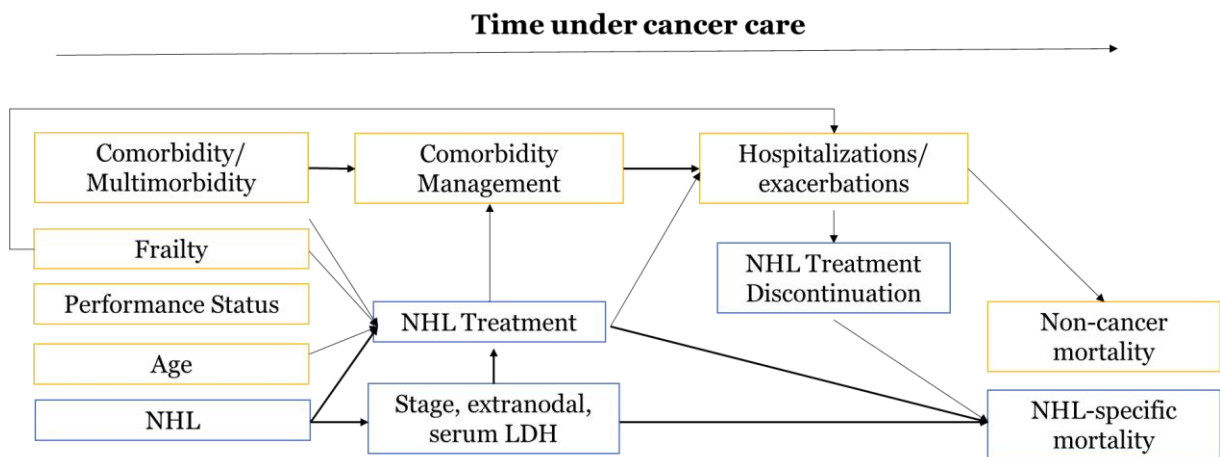 Time under cancer care
Comorbidity/
Multimorbidity
Comorbidity
Management
Hospitalizations/
exacerbations
Frailty
Performance Status
Age
NHL
NHL Treatment
Stage, extranodal,
serum LDH
NHL Treatment
Discontinuation
Non-cancer
mortality
NHL-specific
mortality